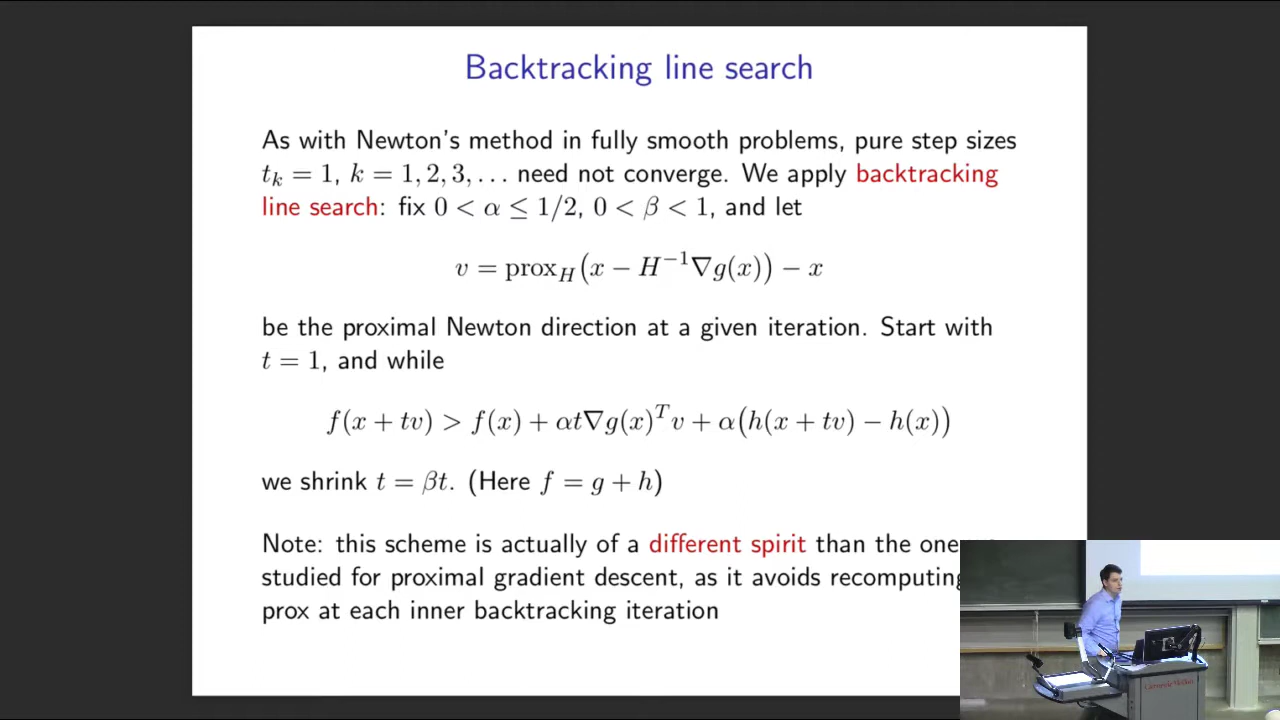 Backtracking line search
As with Newton's method in fully smooth problems, pure step sizes
t_k = 1, k = 1, 2, 3, . . . need not converge. We apply backtracking
line search: fix 0 < α ≤ 1/2, 0 < β < 1, and let
v = prox_H(x − H^{−1}∇g(x)) − x
be the proximal Newton direction at a given iteration. Start with
t = 1, and while
f(x + tv) > f(x) + αt∇g(x)^T v + α(h(x + tv) − h(x))
we shrink t = βt. (Here f = g + h)
Note: this scheme is actually of a different spirit than the one
studied for proximal gradient descent, as it avoids recomputing
prox at each inner backtracking iteration
Carnegie Mellon